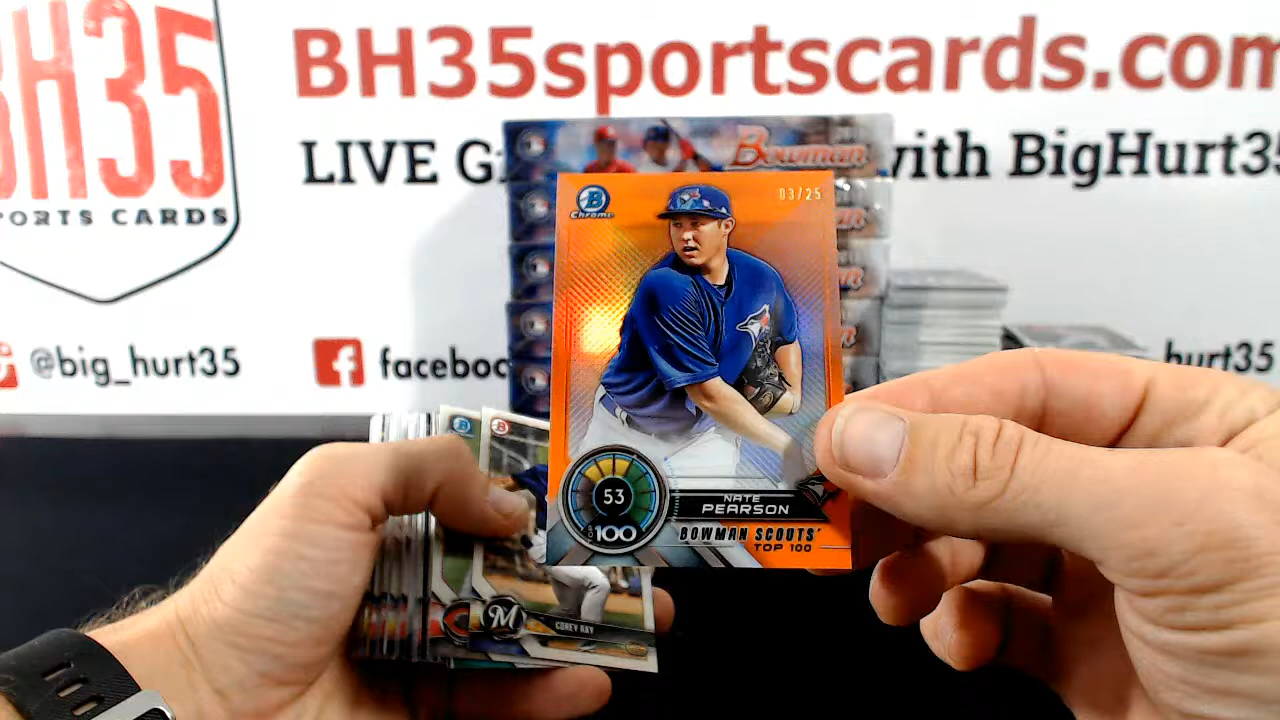 BH35
PORTS CARDS
BH35sportscards.com
LIVE G
with BigHurt35
@big_hurt35
faceboo
hurt35
Bowman
B
Chrome
03/25
53
100
NATE
PEARSON
BOWMAN SCOUTS'
TOP 100
B
B
M
COREY RAY